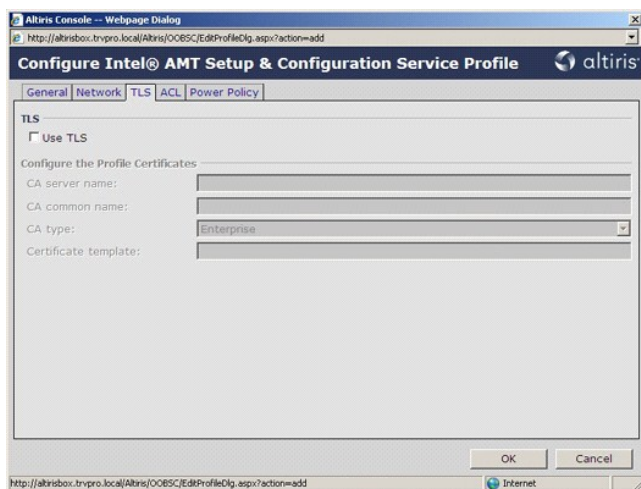 Altiris Console -- Webpage Dialog
http://altirisbox.trvpro.local/Altiris/OOBSC/EditProfileDlg.aspx?action=add
Configure Intel® AMT Setup & Configuration Service Profile
altiris
General Network TLS ACL Power Policy
TLS
Use TLS
Configure the Profile Certificates
CA server name:
CA common name:
CA type: Enterprise
Certificate template:
OK Cancel
http://altirisbox.trvpro.local/Altiris/OOBSC/EditProfileDlg.aspx?action=add Internet